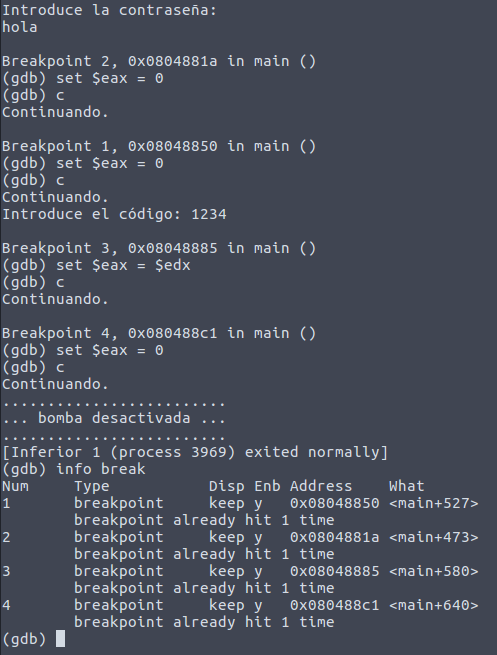 Introduce la contraseña:
hola

Breakpoint 2, 0x0804881a in main ()
(gdb) set $eax = 0
(gdb) c
Continuando.

Breakpoint 1, 0x08048850 in main ()
(gdb) set $eax = 0
(gdb) c
Continuando.
Introduce el código: 1234

Breakpoint 3, 0x08048885 in main ()
(gdb) set $eax = $edx
(gdb) c
Continuando.

Breakpoint 4, 0x080488c1 in main ()
(gdb) set $eax = 0
(gdb) c
Continuando.
.........................
... bomba desactivada ...
.........................
[Inferior 1 (process 3969) exited normally]
(gdb) info break
Num     Type           Disp Enb Address    What
1       breakpoint     keep y   0x08048850 <main+527>
        breakpoint already hit 1 time
2       breakpoint     keep y   0x0804881a <main+473>
        breakpoint already hit 1 time
3       breakpoint     keep y   0x08048885 <main+580>
        breakpoint already hit 1 time
4       breakpoint     keep y   0x080488c1 <main+640>
        breakpoint already hit 1 time
(gdb)